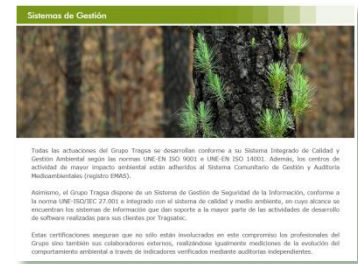 Sistemas de Gestión
Todas las actuaciones del Grupo Tragsa se desarrollan conforme a su Sistema Integrado de Calidad y
Gestión Ambiental según las normas UNE-EN ISO 9001 e UNE-EN ISO 14001. Además, los centros de
actividad de mayor impacto ambiental están adheridos al Sistema Comunitario de Gestión y Auditoría
Medioambientales (registro EMAS).
Asimismo, el Grupo Tragsa dispone de un Sistema de Gestión de Seguridad de la Información, conforme a
la norma UNE-ISO/IEC 27.001 e integrado con el sistema de calidad y medio ambiente, en cuyo alcance se
encuentran los sistemas de información que dan soporte a la mayor parte de las actividades de desarrollo
de software realizadas para sus clientes por Tragsatec.
Estas certificaciones aseguran que no sólo están involucrados en este compromiso los profesionales del
Grupo sino también sus colaboradores externos, realizándose igualmente mediciones de la evolución del
comportamiento ambiental a través de indicadores verificados mediante auditorías independientes.